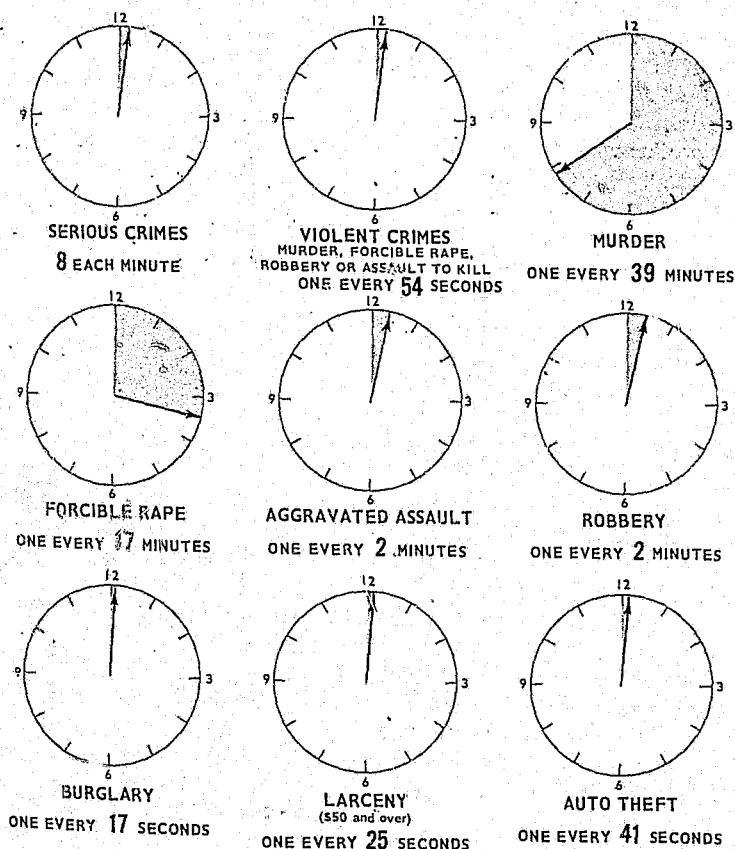 12
9
3
6
SERIOUS CRIMES
8 EACH MINUTE
12
9
3
6
VIOLENT CRIMES
MURDER, FORCIBLE RAPE,
ROBBERY OR ASSAULT TO KILL
ONE EVERY 54 SECONDS
12
9
3
6
MURDER
ONE EVERY 39 MINUTES
12
9
3
6
FORCIBLE RAPE
ONE EVERY 17 MINUTES
12
9
3
6
AGGRAVATED ASSAULT
ONE EVERY 2 MINUTES
12
9
3
6
ROBBERY
ONE EVERY 2 MINUTES
12
9
3
6
BURGLARY
ONE EVERY 17 SECONDS
12
9
3
6
LARCENY
($50 and over)
ONE EVERY 25 SECONDS
12
9
3
6
AUTO THEFT
ONE EVERY 41 SECONDS